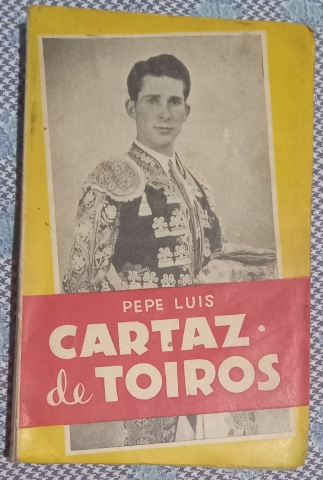 PEPE LUIS
CARTAZ
de TOIROS